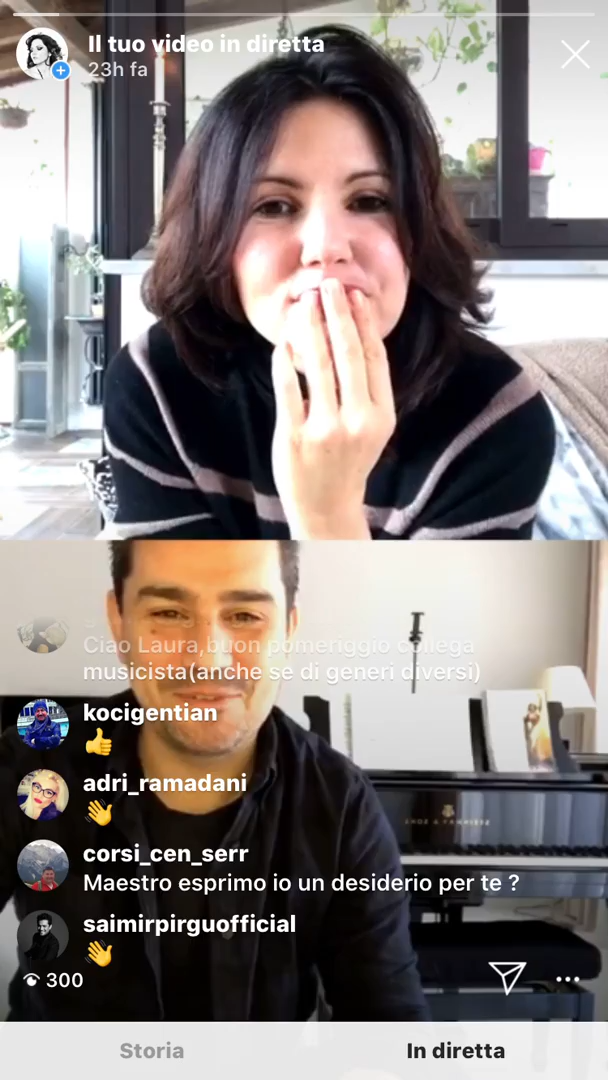 Il tuo video in diretta
23h fa
Ciao Laura,buon pomeriggio collega
musicista(anche se di generi diversi)
kocigentian
adri_ramadani
corsi_cen_serr
Maestro esprimo io un desiderio per te ?
saimirpirguofficial
300
Storia
In diretta